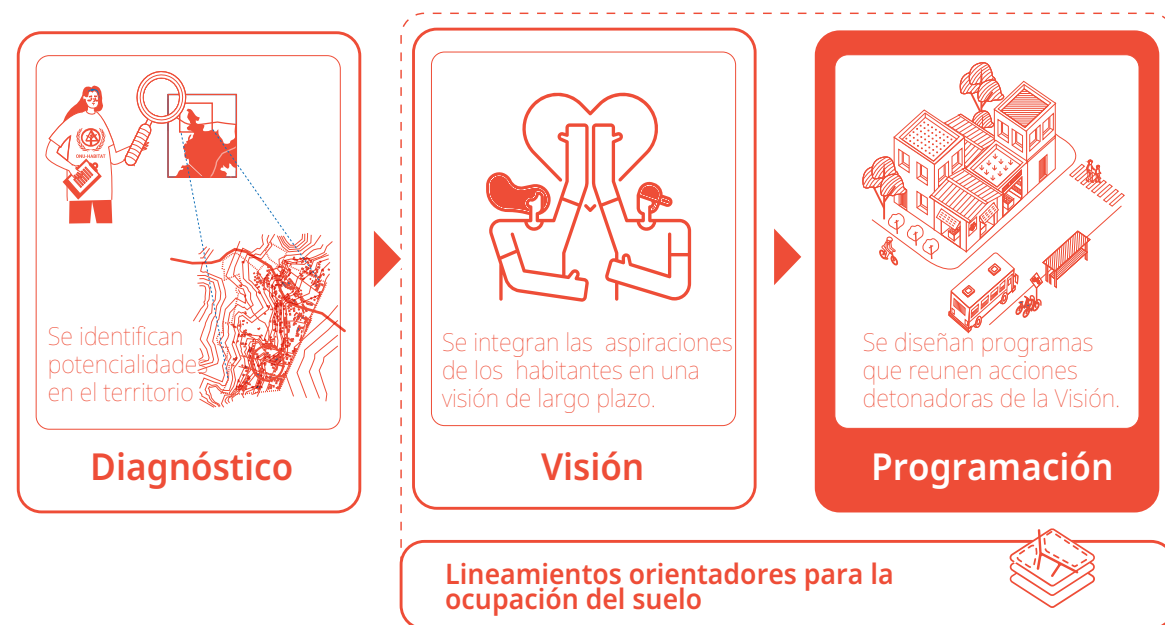 ONU-HABITAT
Se identifican
potencialidades
en el territorio
Diagnóstico
Se integran las aspiraciones
de los habitantes en una
visión de largo plazo.
Visión
Se diseñan programas
que reunen acciones
detonadoras de la Visión.
Programación
Lineamientos orientadores para la
ocupación del suelo